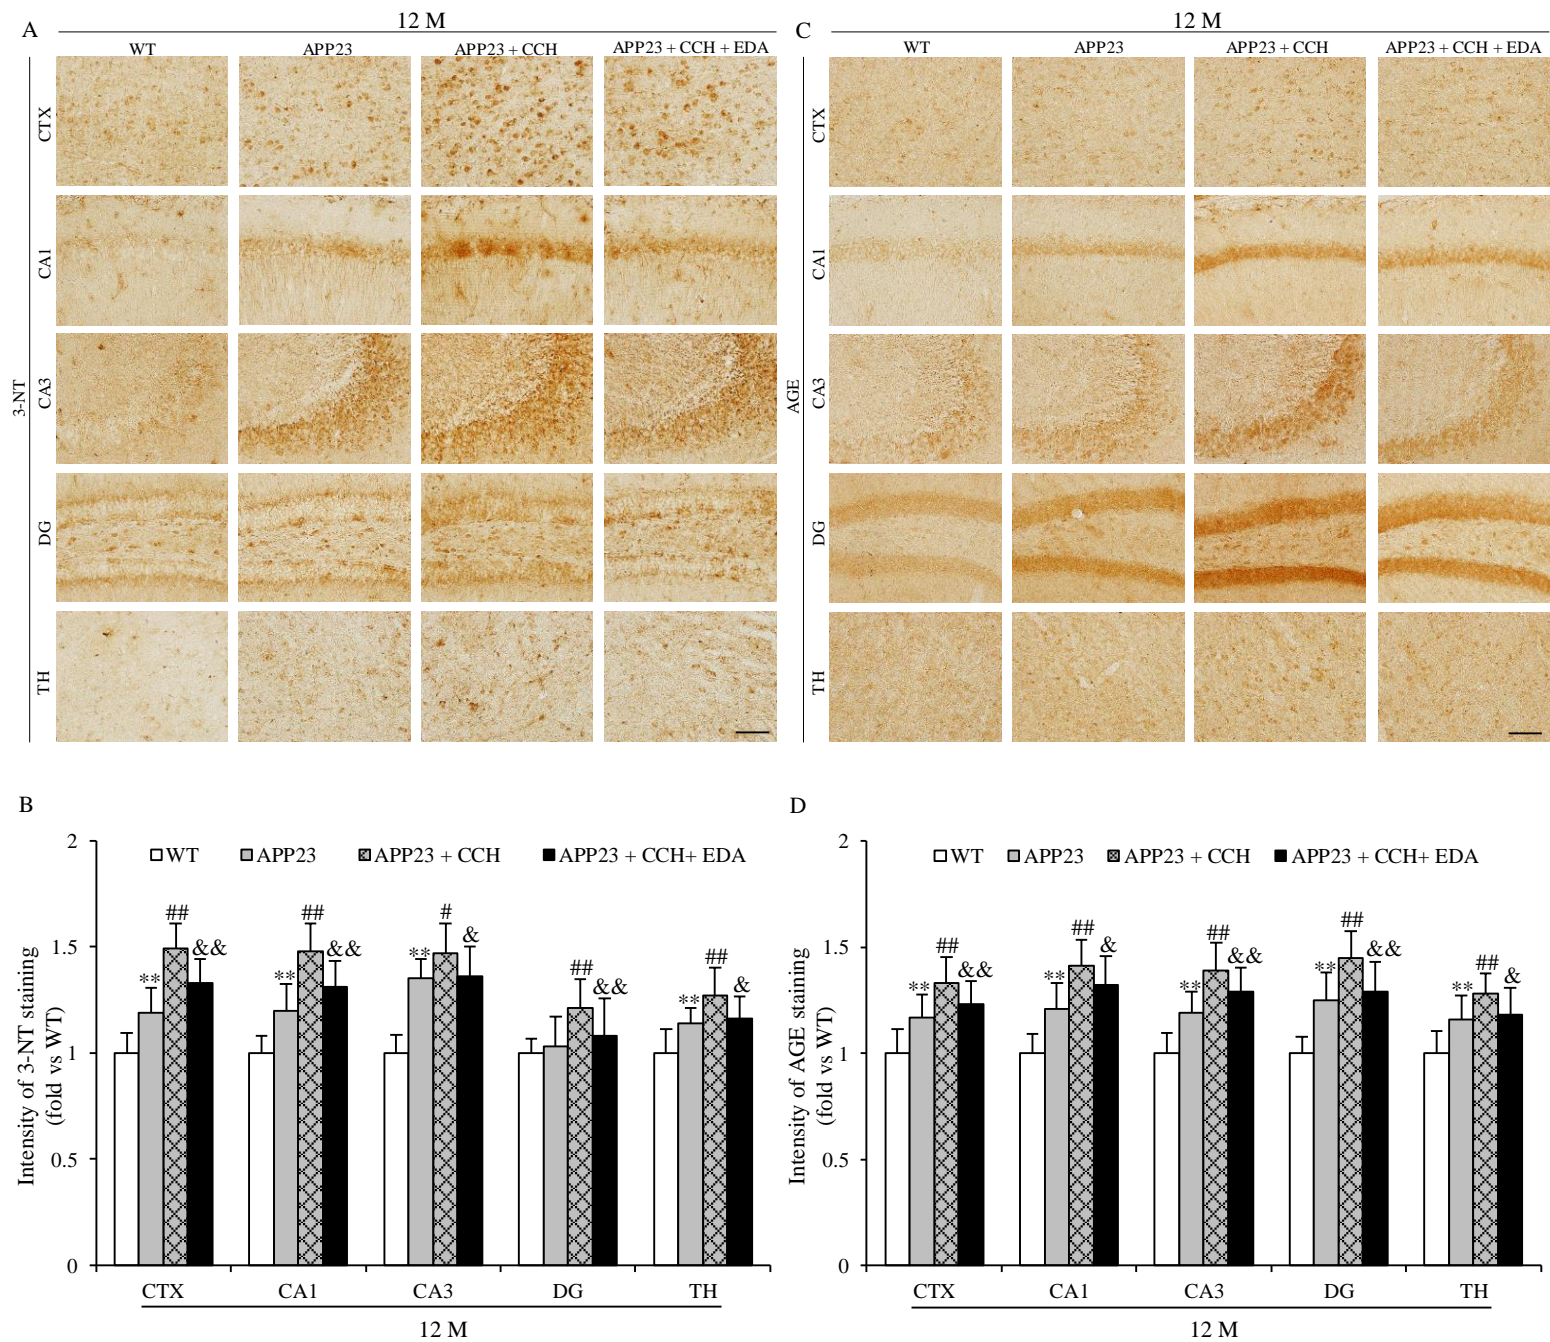 A
12 M
WT
APP23
APP23 + CCH
APP23 + CCH + EDA
3-NT
CTX
CA1
CA3
DG
TH
C
12 M
WT
APP23
APP23 + CCH
APP23 + CCH + EDA
AGE
CTX
CA1
CA3
DG
TH
B
Intensity of 3-NT staining
(fold vs WT)
2
1.5
1
0.5
0
WT
APP23
APP23 + CCH
APP23 + CCH+ EDA
**
##
&&
**
##
&&
**
#
&
##
&&
**
##
&
CTX
CA1
CA3
DG
TH
12 M
D
Intensity of AGE staining
(fold vs WT)
2
1.5
1
0.5
0
WT
APP23
APP23 + CCH
APP23 + CCH+ EDA
**
##
&&
**
##
&
**
##
&&
**
##
&&
**
##
&
CTX
CA1
CA3
DG
TH
12 M